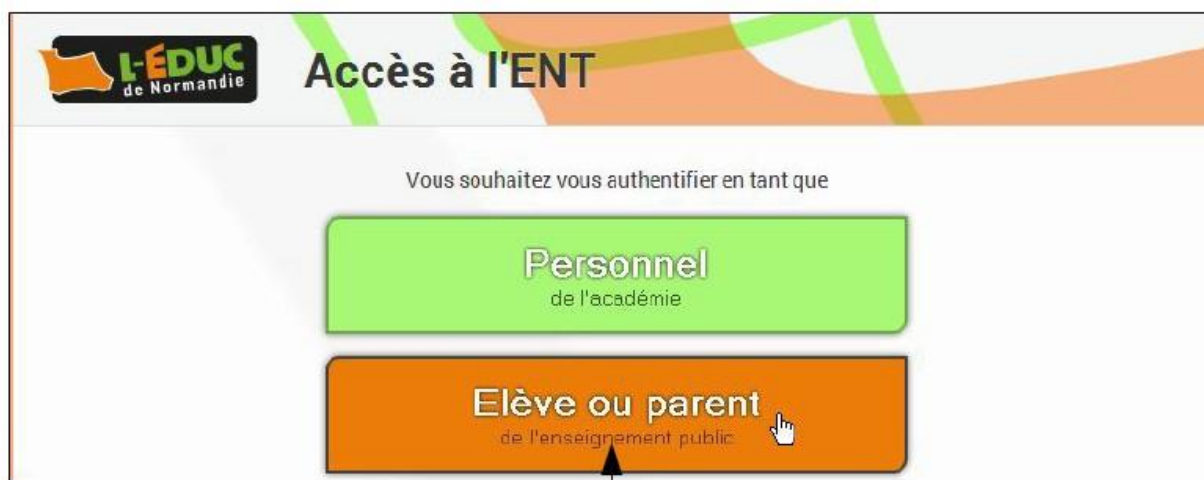 L-ÉDUC
de Normandie
Accès à l'ENT
Vous souhaitez vous authentifier en tant que
Personnel
de l'académie
Elève ou parent
de l'enseignement public